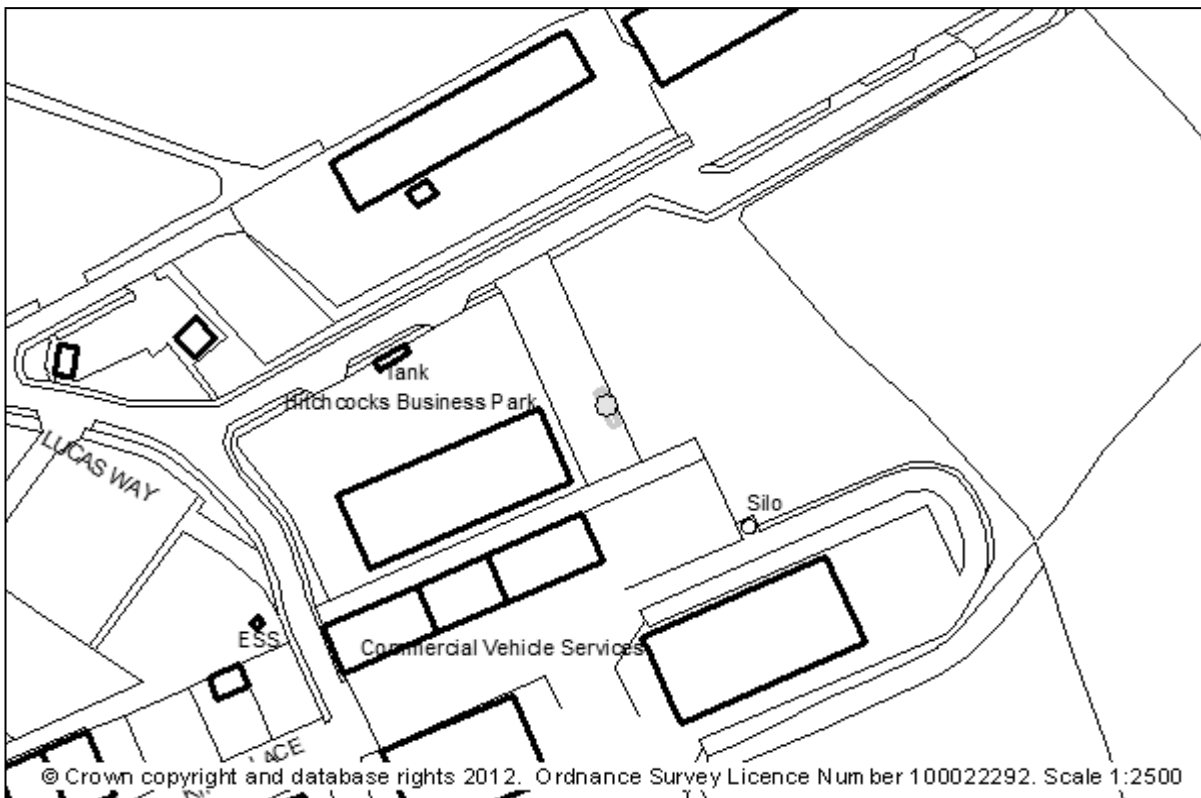 Tank
Hitchcocks Business Park
LUCAS WAY
Silo
ESS
Commercial Vehicle Services
© Crown copyright and database rights 2012. Ordnance Survey Licence Number 100022292. Scale 1:2500